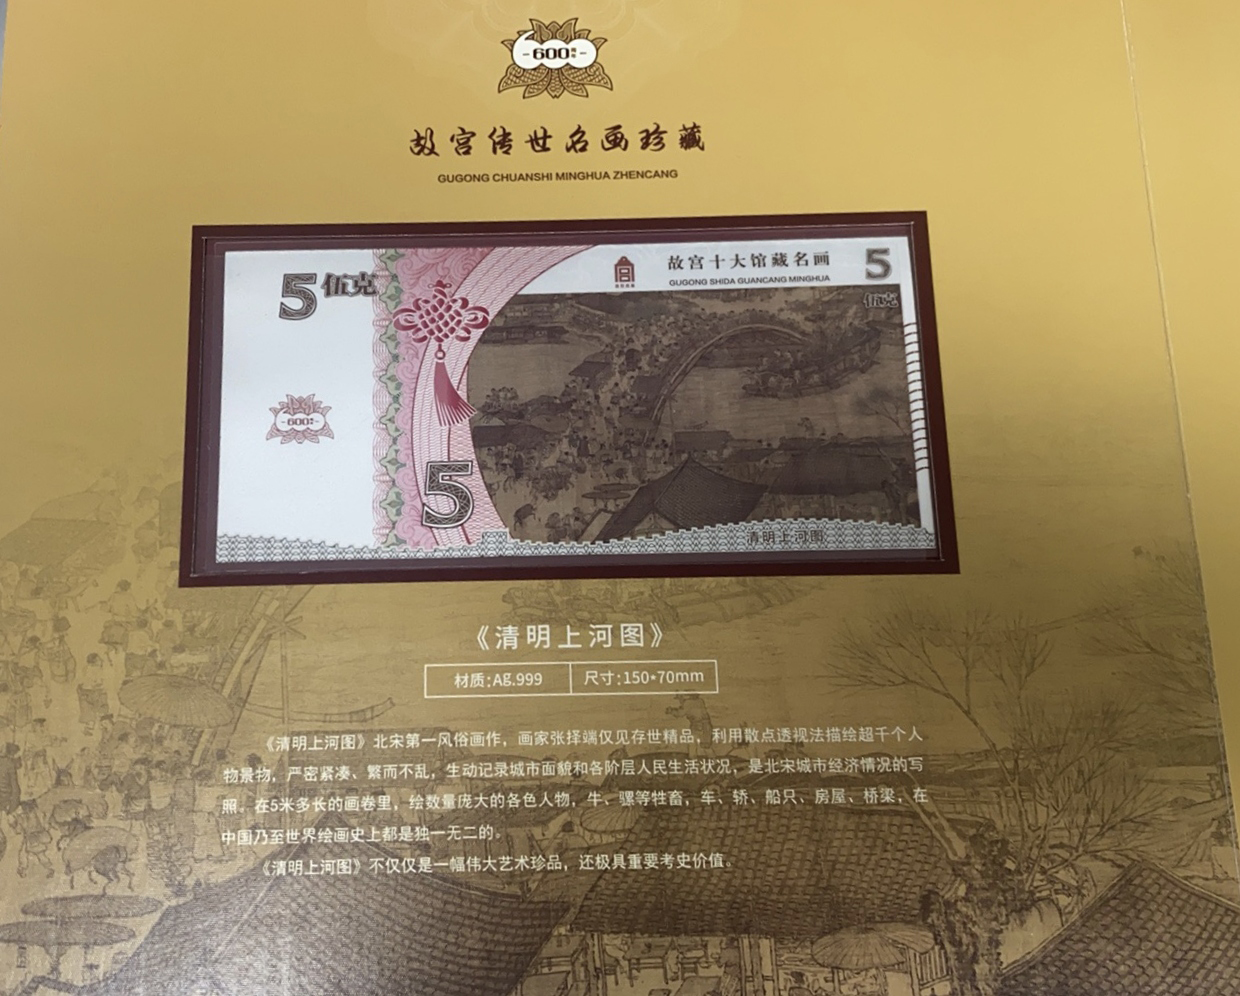 600
故宫传世名画珍藏
GUGONG CHUANSHI MINGHUA ZHENCANG
5伍克
故宫十大馆藏名画
GUGONG SHIDA GUANCANG MINGHUA
5
伍克
600
5
清明上河图
《清明上河图》
材质:Ag.999 尺寸:150*70mm
《清明上河图》北宋第一风俗画作，画家张择端仅见存世精品，利用散点透视法描绘超千个人
物景物，严密紧凑、繁而不乱，生动记录城市面貌和各阶层人民生活状况，是北宋城市经济情况的写
照。在5米多长的画卷里，绘数量庞大的各色人物，牛、骡等牲畜，车、轿、船只、房屋、桥梁，在
中国乃至世界绘画史上都是独一无二的。
《清明上河图》不仅仅是一幅伟大艺术珍品，还极具重要考史价值。